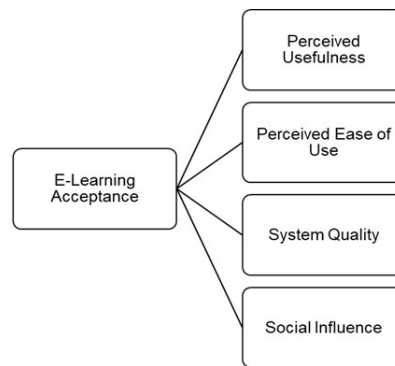 Perceived
Usefulness
Perceived Ease of
Use
E-Learning
Acceptance
System Quality
Social Influence